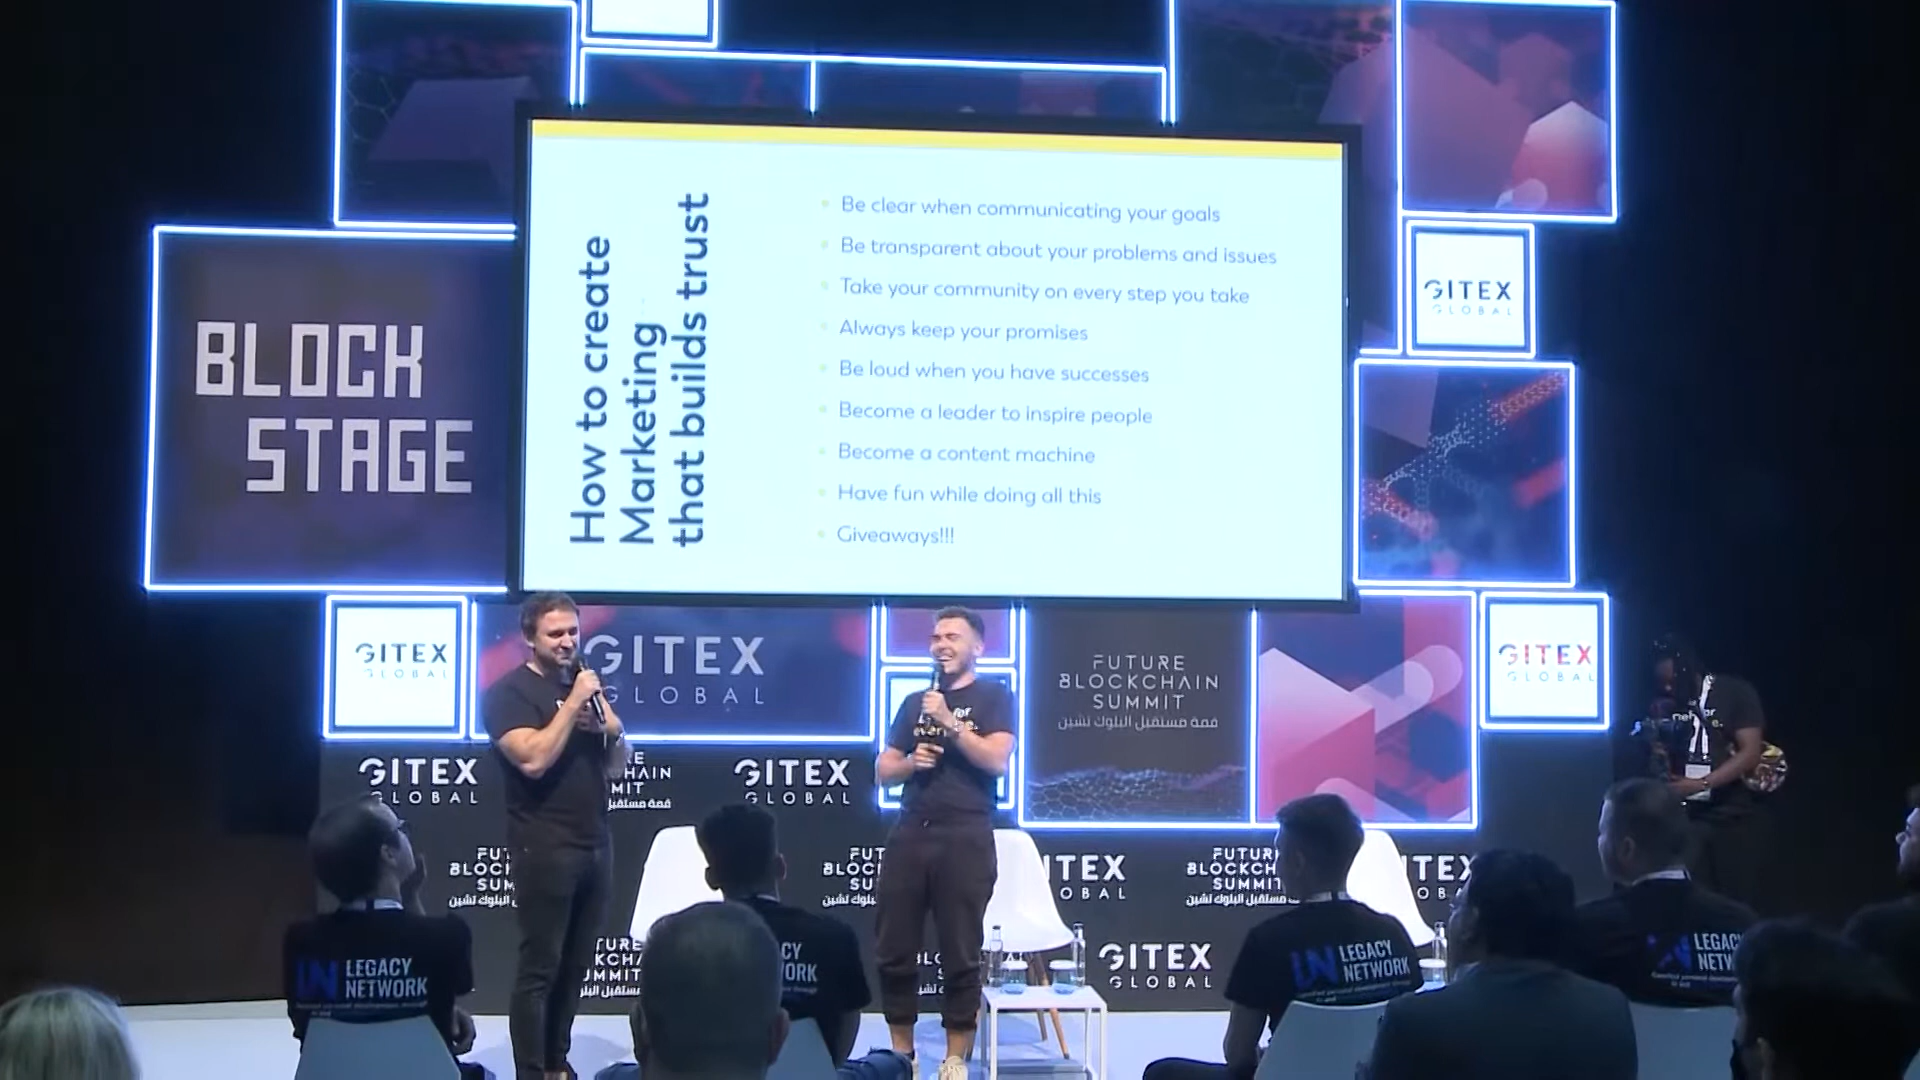 How to create
Marketing
that builds trust
Be clear when communicating your goals
Be transparent about your problems and issues
Take your community on every step you take
Always keep your promises
Be loud when you have successes
Become a leader to inspire people
Become a content machine
Have fun while doing all this
Giveaways!!!
BLOCK
STAGE
GITEX
GLOBAL
GITEX
GLOBAL
GITEX
GLOBAL
FUTURE
BLOCKCHAIN
SUMMIT
قمة مستقبل البلوك تشين
GITEX
GLOBAL
GITEX
GLOBAL
GITEX
GLOBAL
FUTURE
BLOCKCHAIN
SUMMIT
GITEX
GLOBAL
LEGACY
NETWORK
LEGACY
NETWORK